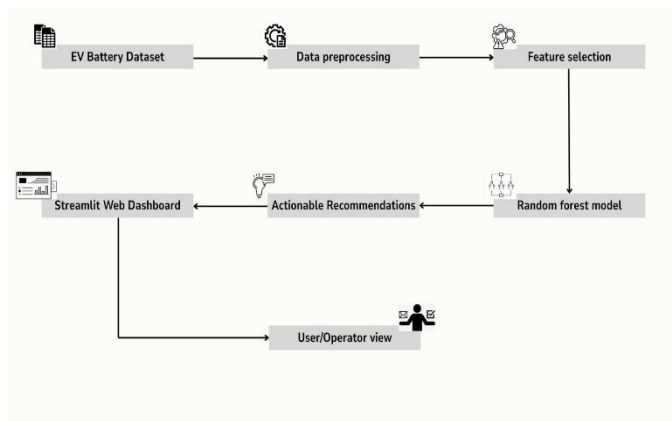 EV Battery Dataset
Data preprocessing
Feature selection
Streamlit Web Dashboard
Actionable Recommendations
Random forest model
User/Operator view